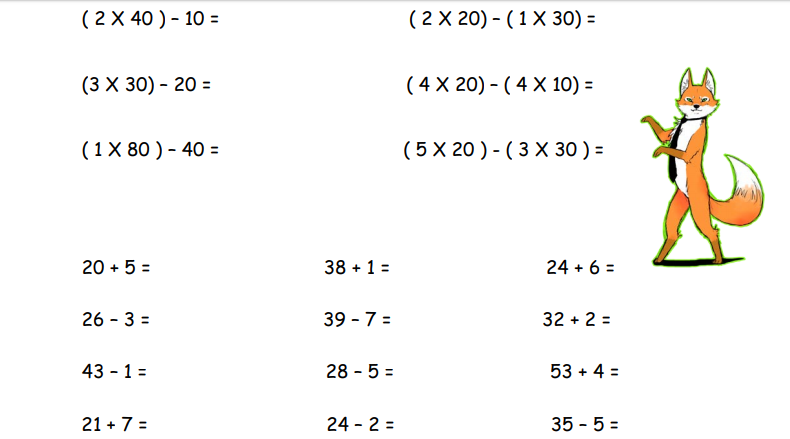 ( 2 X 40 ) – 10 = ( 2 X 20) – ( 1 X 30) =
(3 X 30) – 20 = ( 4 X 20) – ( 4 X 10) =
( 1 X 80 ) – 40 = ( 5 X 20 ) - ( 3 X 30 ) =
20 + 5 = 38 + 1 = 24 + 6 =
26 – 3 = 39 – 7 = 32 + 2 =
43 – 1 = 28 – 5 = 53 + 4 =
21 + 7 = 24 – 2 = 35 – 5 =